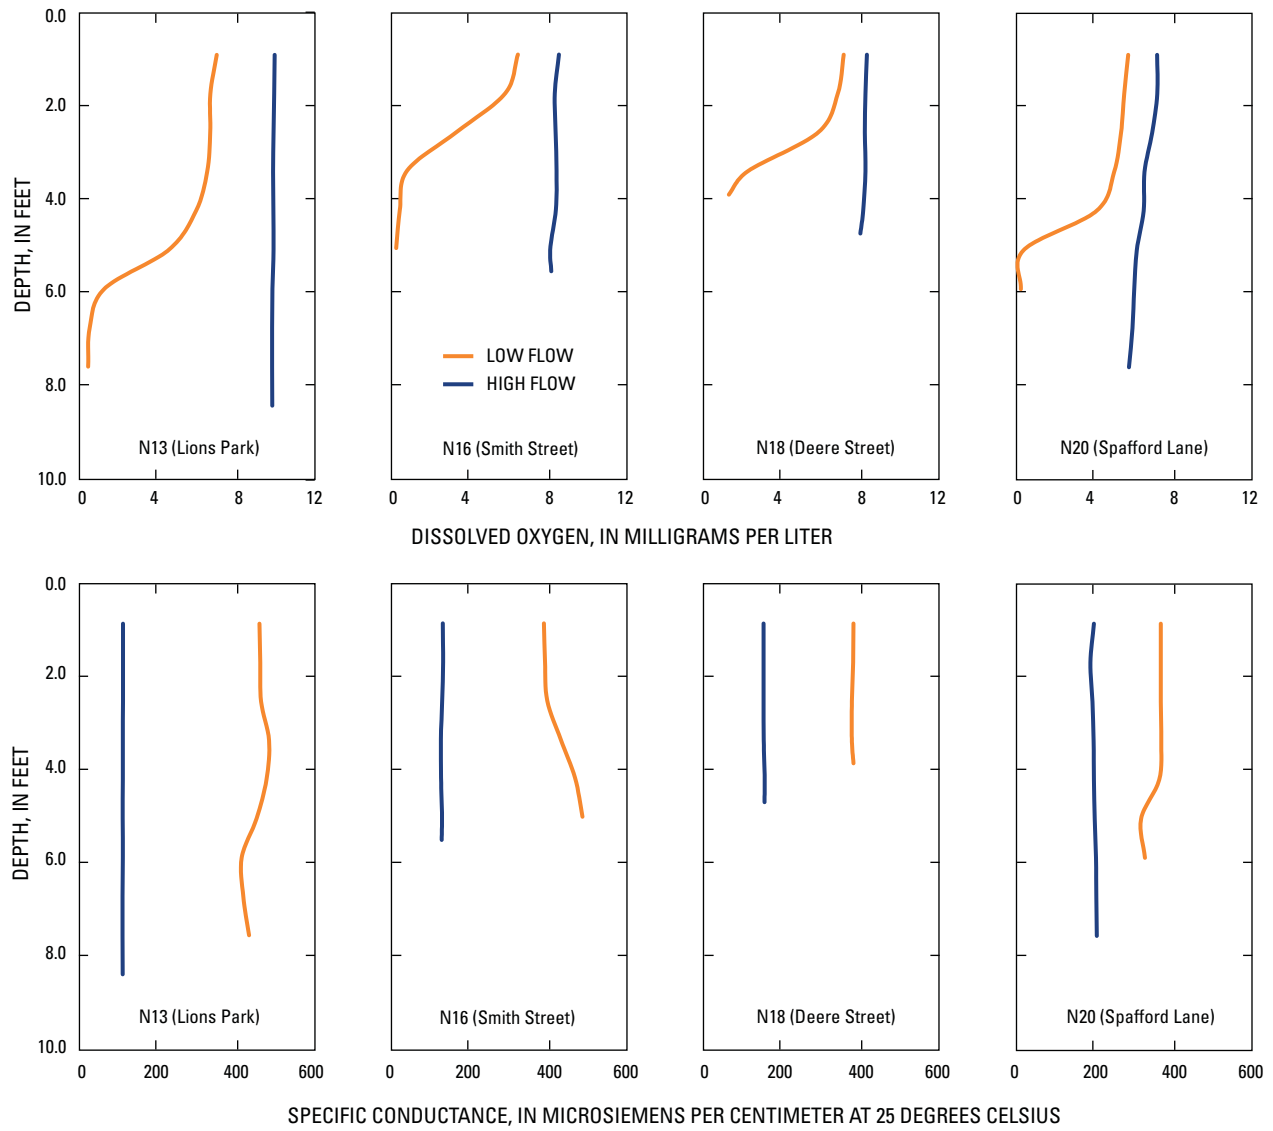 0.0
2.0
4.0
6.0
8.0
10.0
DEPTH, IN FEET
LOW FLOW
HIGH FLOW
N13 (Lions Park)
N16 (Smith Street)
N18 (Deere Street)
N20 (Spafford Lane)
0 4 8 12
0 4 8 12
0 4 8 12
0 4 8 12
DISSOLVED OXYGEN, IN MILLIGRAMS PER LITER
0.0
2.0
4.0
6.0
8.0
10.0
DEPTH, IN FEET
N13 (Lions Park)
N16 (Smith Street)
N18 (Deere Street)
N20 (Spafford Lane)
0 200 400 600
0 200 400 600
0 200 400 600
0 200 400 600
SPECIFIC CONDUCTANCE, IN MICROSIEMENS PER CENTIMETER AT 25 DEGREES CELSIUS